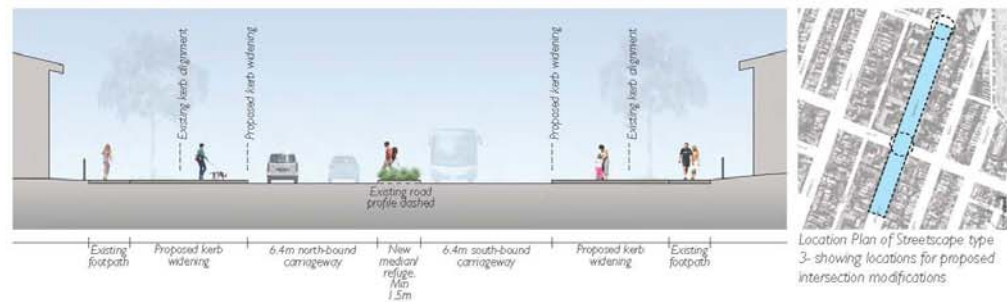 Existing kerb alignment
Proposed kerb widening
Proposed kerb widening
Existing kerb alignment
Existing road
profile dashed
Existing
footpath
Proposed kerb
widening
6.4m north-bound
carriageway
New
median/
refuge.
Min
1.5m
6.4m south-bound
carriageway
Proposed kerb
widening
Existing
footpath
Location Plan of Streetscape type
3- showing locations for proposed
intersection modifications